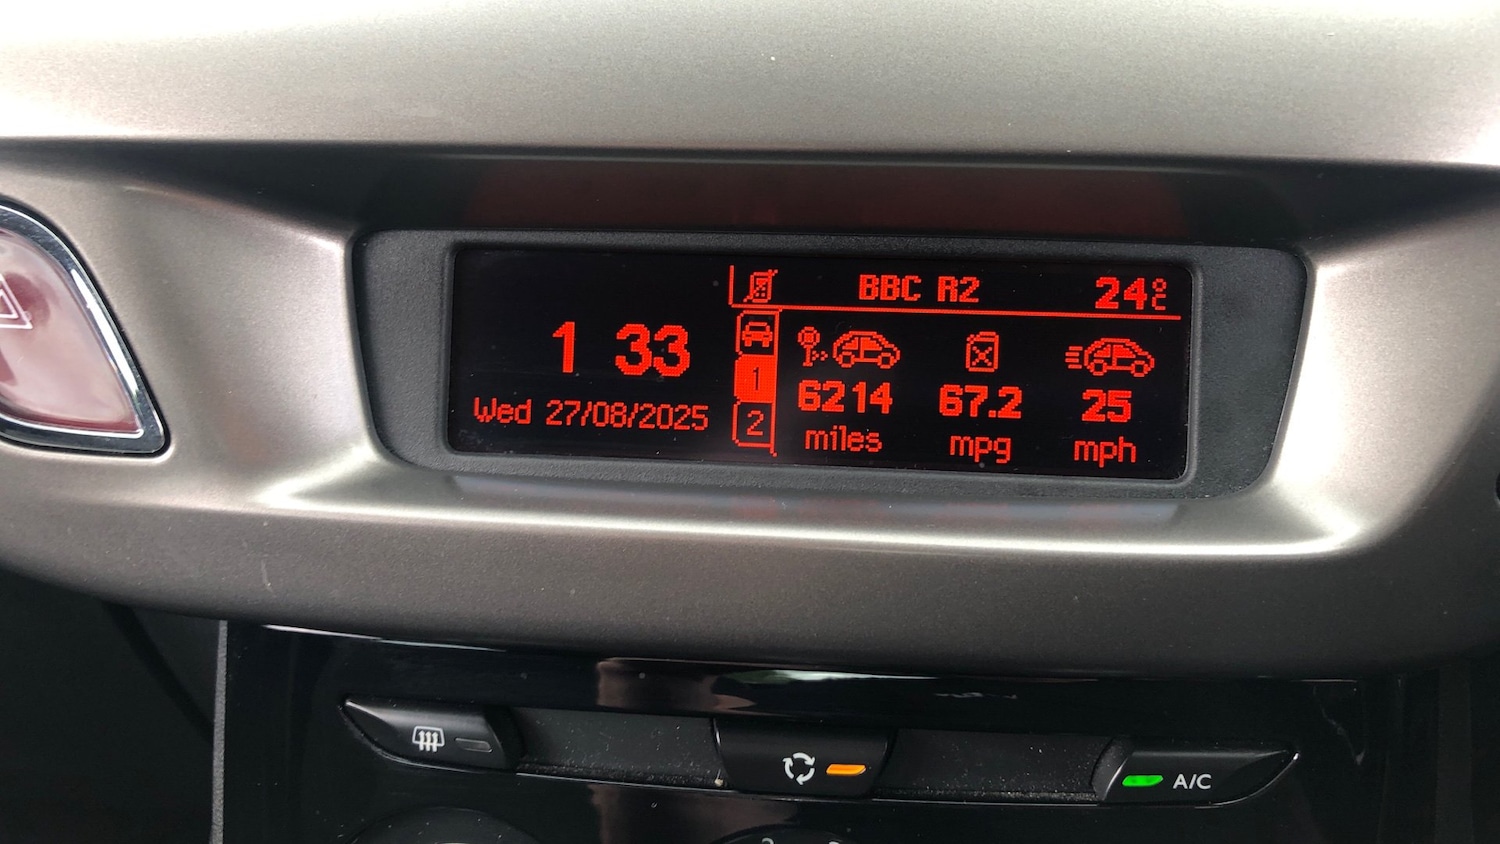 BBC R2 24°C
1 33
Wed 27/08/2025
1
2
6214 67.2 25
miles mpg mph
A/C